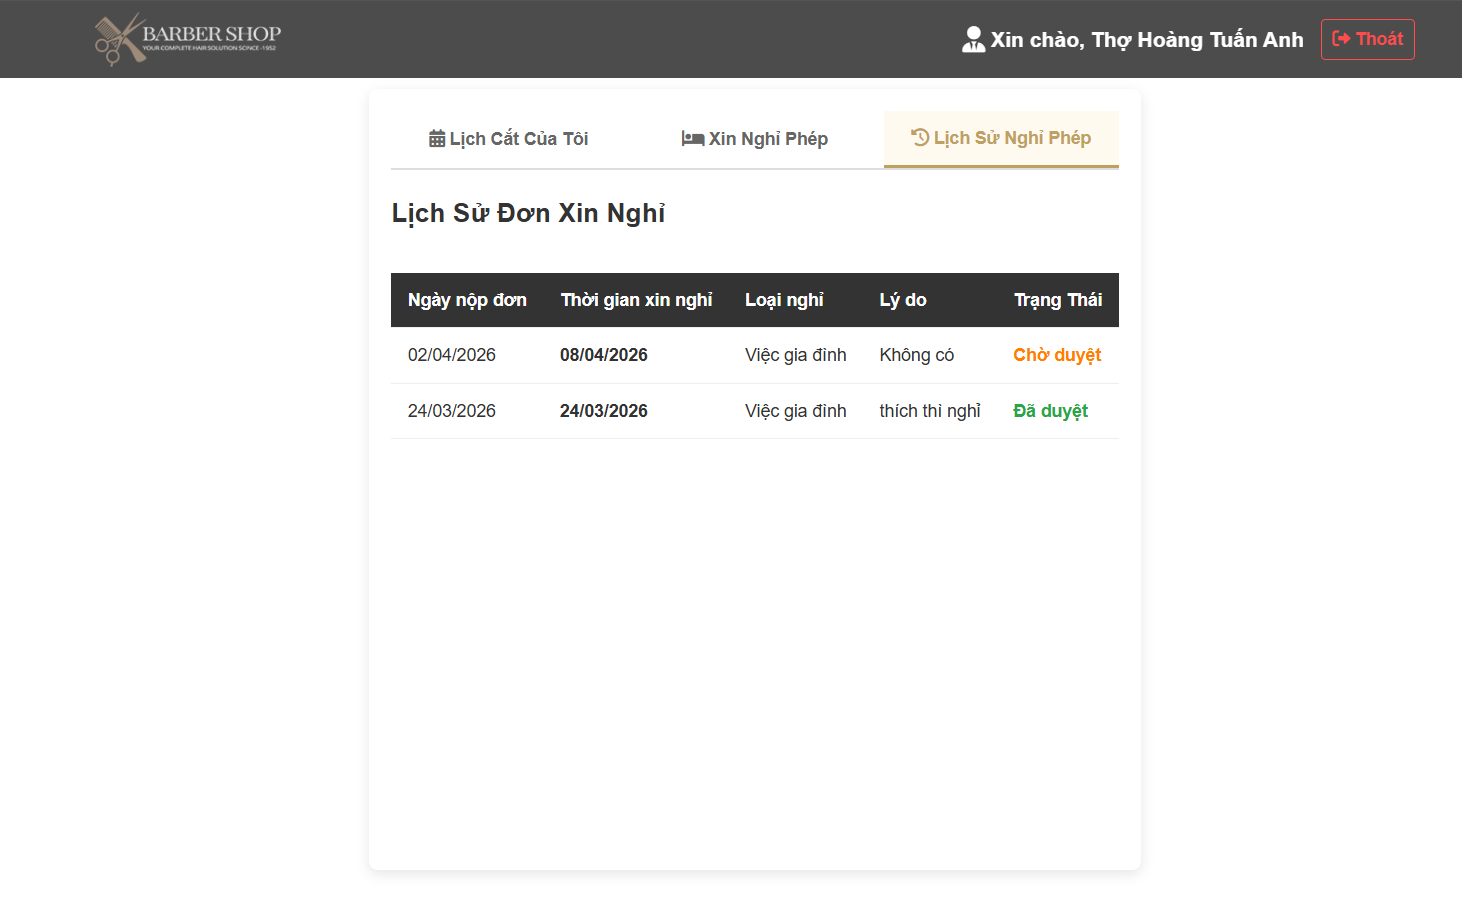 BARBER SHOP
YOUR COMPLETE HAIR SOLUTION SCINCE -1952
Xin chào, Thợ Hoàng Tuấn Anh
Thoát
Lịch Cắt Của Tôi
Xin Nghỉ Phép
Lịch Sử Nghỉ Phép
Lịch Sử Đơn Xin Nghỉ
Ngày nộp đơn Thời gian xin nghỉ Loại nghỉ Lý do Trạng Thái
02/04/2026 08/04/2026 Việc gia đình Không có Chờ duyệt
24/03/2026 24/03/2026 Việc gia đình thích thì nghỉ Đã duyệt